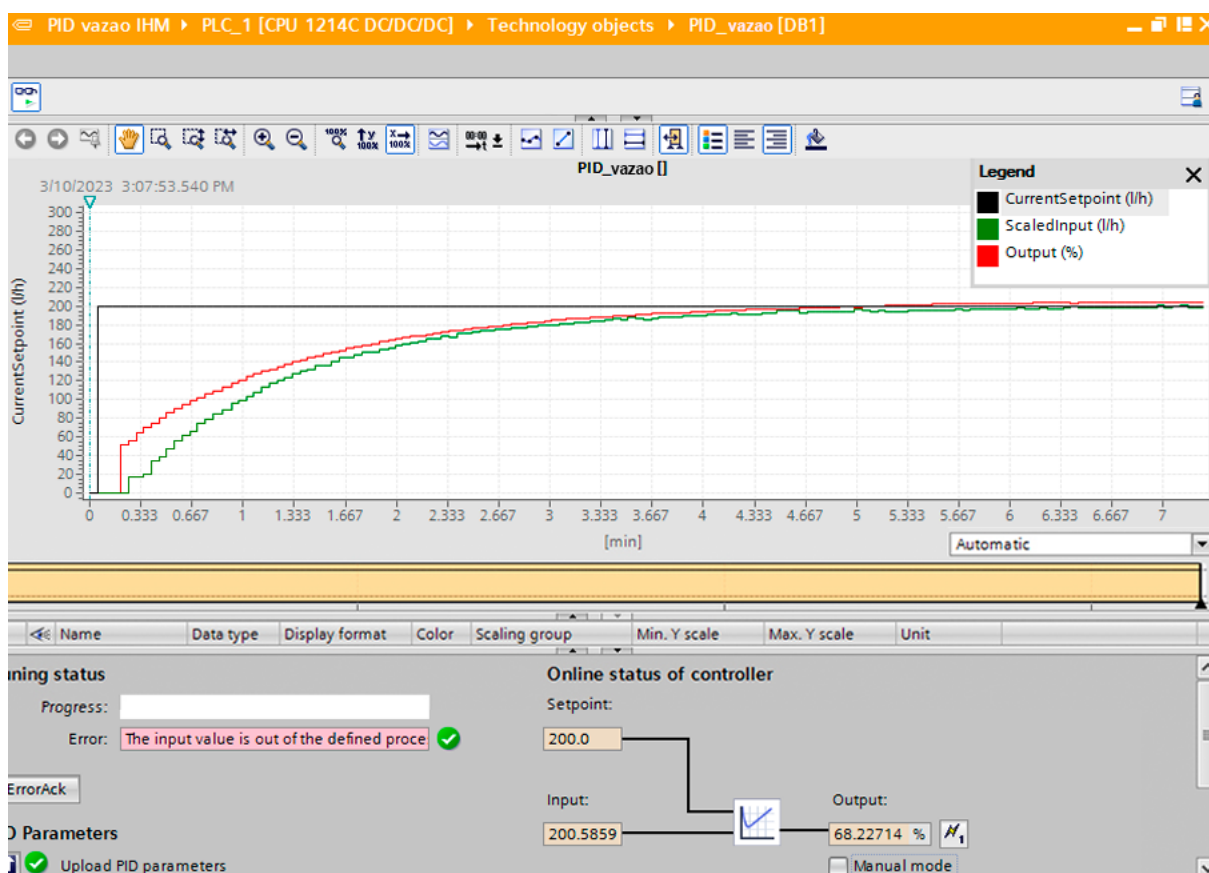 PID vazao IHM ▸ PLC_1 [CPU 1214C DC/DC/DC] ▸ Technology objects ▸ PID_vazao [DB1]
PID_vazao []
3/10/2023 3:07:53.540 PM
Legend
CurrentSetpoint (l/h)
ScaledInput (l/h)
Output (%)
CurrentSetpoint (l/h)
300
280
260
240
220
200
180
160
140
120
100
80
60
40
20
0
0 0.333 0.667 1 1.333 1.667 2 2.333 2.667 3 3.333 3.667 4 4.333 4.667 5 5.333 5.667 6 6.333 6.667 7
[min]
Automatic
Name Data type Display format Color Scaling group Min. Y scale Max. Y scale Unit
uning status
Progress:
Error: The input value is out of the defined proce
ErrorAck
D Parameters
Upload PID parameters
Online status of controller
Setpoint:
200.0
Input:
200.5859
Output:
68.22714 %
Manual mode